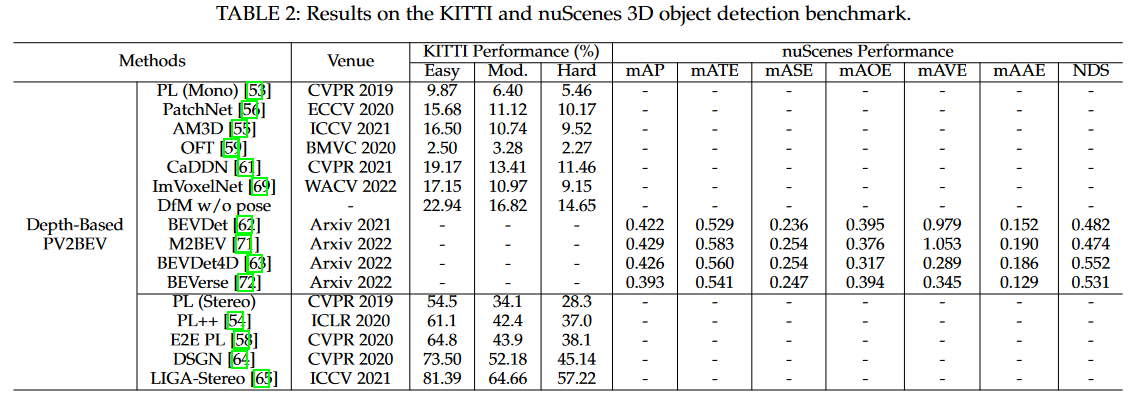 TABLE 2: Results on the KITTI and nuScenes 3D object detection benchmark.
Methods Venue KITTI Performance (%) nuScenes Performance
Easy Mod. Hard mAP mATE mASE mAOE mAVE mAAE NDS
Depth-Based PV2BEV
PL (Mono) [53] CVPR 2019 9.87 6.40 5.46 - - - - - - -
PatchNet [56] ECCV 2020 15.68 11.12 10.17 - - - - - - -
AM3D [55] ICCV 2021 16.50 10.74 9.52 - - - - - - -
OFT [59] BMVC 2020 2.50 3.28 2.27 - - - - - - -
CaDDN [61] CVPR 2021 19.17 13.41 11.46 - - - - - - -
ImVoxelNet [69] WACV 2022 17.15 10.97 9.15 - - - - - - -
DfM w/o pose - 22.94 16.82 14.65 - - - - - - -
BEVDet [62] Arxiv 2021 - - - 0.422 0.529 0.236 0.395 0.979 0.152 0.482
M2BEV [71] Arxiv 2022 - - - 0.429 0.583 0.254 0.376 1.053 0.190 0.474
BEVDet4D [63] Arxiv 2022 - - - 0.426 0.560 0.254 0.317 0.289 0.186 0.552
BEVerse [72] Arxiv 2022 - - - 0.393 0.541 0.247 0.394 0.345 0.129 0.531
PL (Stereo) CVPR 2019 54.5 34.1 28.3 - - - - - - -
PL++ [54] ICLR 2020 61.1 42.4 37.0 - - - - - - -
E2E PL [58] CVPR 2020 64.8 43.9 38.1 - - - - - - -
DSGN [64] CVPR 2020 73.50 52.18 45.14 - - - - - - -
LIGA-Stereo [65] ICCV 2021 81.39 64.66 57.22 - - - - - - -